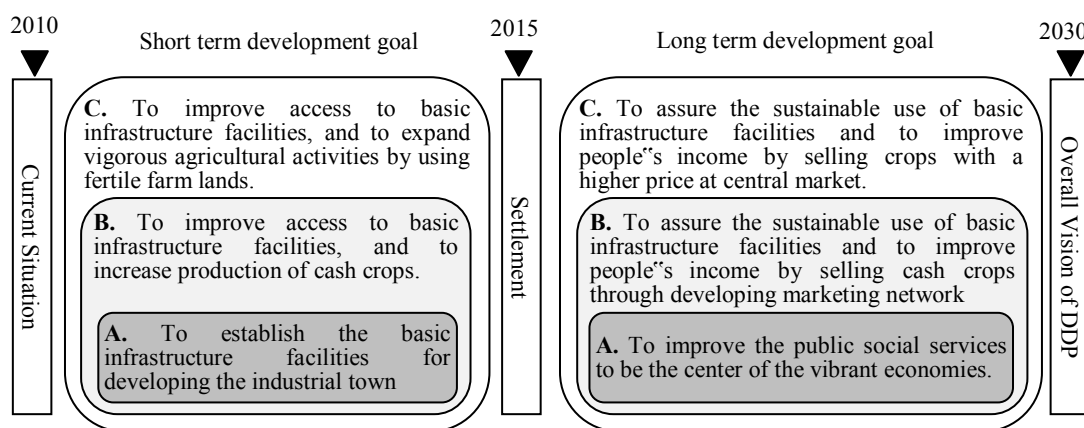 2010
Short term development goal
2015
Long term development goal
2030
Current Situation
C. To improve access to basic
infrastructure facilities, and to expand
vigorous agricultural activities by using
fertile farm lands.
B. To improve access to basic
infrastructure facilities, and to
increase production of cash crops.
A. To establish the basic
infrastructure facilities for
developing the industrial town
Settlement
C. To assure the sustainable use of basic
infrastructure facilities and to improve
people‟s income by selling crops with a
higher price at central market.
B. To assure the sustainable use of basic
infrastructure facilities and to improve
people‟s income by selling cash crops
through developing marketing network
A. To improve the public social services
to be the center of the vibrant economies.
Overall Vision of DDP